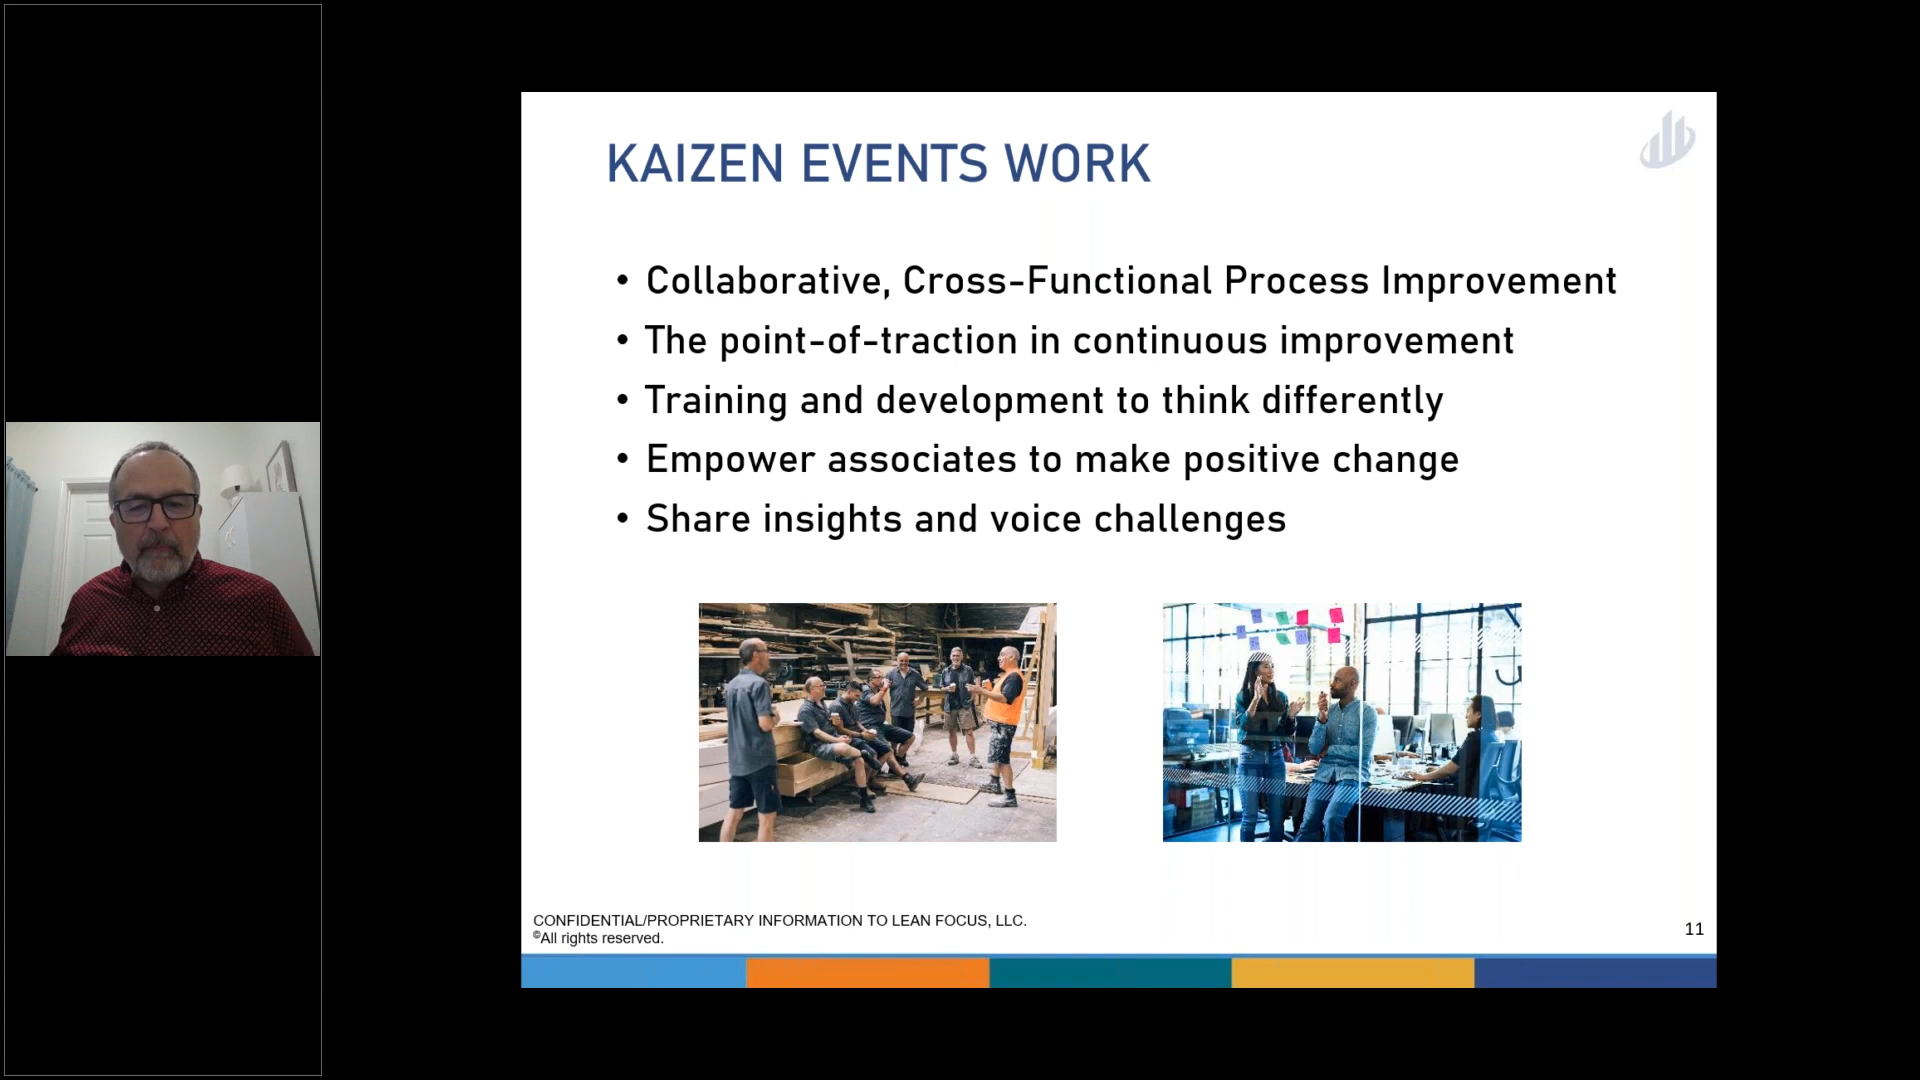 KAIZEN EVENTS WORK
• Collaborative, Cross-Functional Process Improvement
• The point-of-traction in continuous improvement
• Training and development to think differently
• Empower associates to make positive change
• Share insights and voice challenges
CONFIDENTIAL/PROPRIETARY INFORMATION TO LEAN FOCUS, LLC.
©All rights reserved.
11